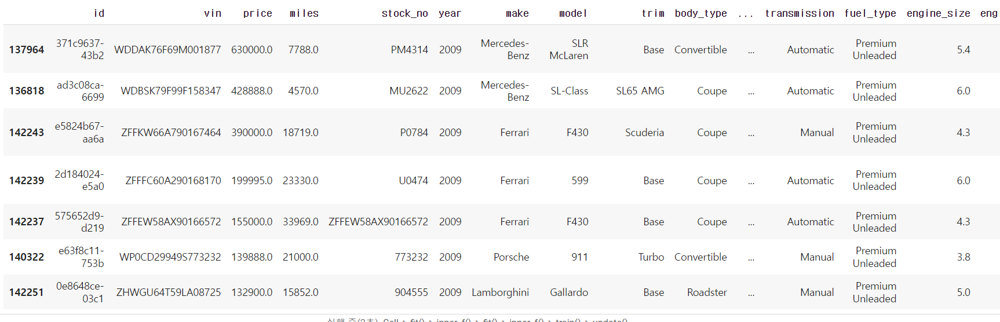 id vin price miles stock_no year make model trim body_type ... transmission fuel_type engine_size eng
137964 371c9637-43b2 WDDAK76F69M001877 630000.0 7788.0 PM4314 2009 Mercedes-Benz SLR McLaren Base Convertible ... Automatic Premium Unleaded 5.4
136818 ad3c08ca-6699 WDBSK79F99F158347 428888.0 4570.0 MU2622 2009 Mercedes-Benz SL-Class SL65 AMG Coupe ... Automatic Premium Unleaded 6.0
142243 e5824b67-aa6a ZFFKW66A790167464 390000.0 18719.0 P0784 2009 Ferrari F430 Scuderia Coupe ... Manual Premium Unleaded 4.3
142239 2d184024-e5a0 ZFFFC60A290168170 199995.0 23330.0 U0474 2009 Ferrari 599 Base Coupe ... Automatic Premium Unleaded 6.0
142237 575652d9-d219 ZFFEW58AX90166572 155000.0 33969.0 ZFFEW58AX90166572 2009 Ferrari F430 Base Coupe ... Automatic Premium Unleaded 4.3
140322 e63f8c11-753b WP0CD29949S773232 139888.0 21000.0 773232 2009 Porsche 911 Turbo Convertible ... Manual Premium Unleaded 3.8
142251 0e8648ce-03c1 ZHWGU64T59LA08725 132900.0 15852.0 904555 2009 Lamborghini Gallardo Base Roadster ... Manual Premium Unleaded 5.0